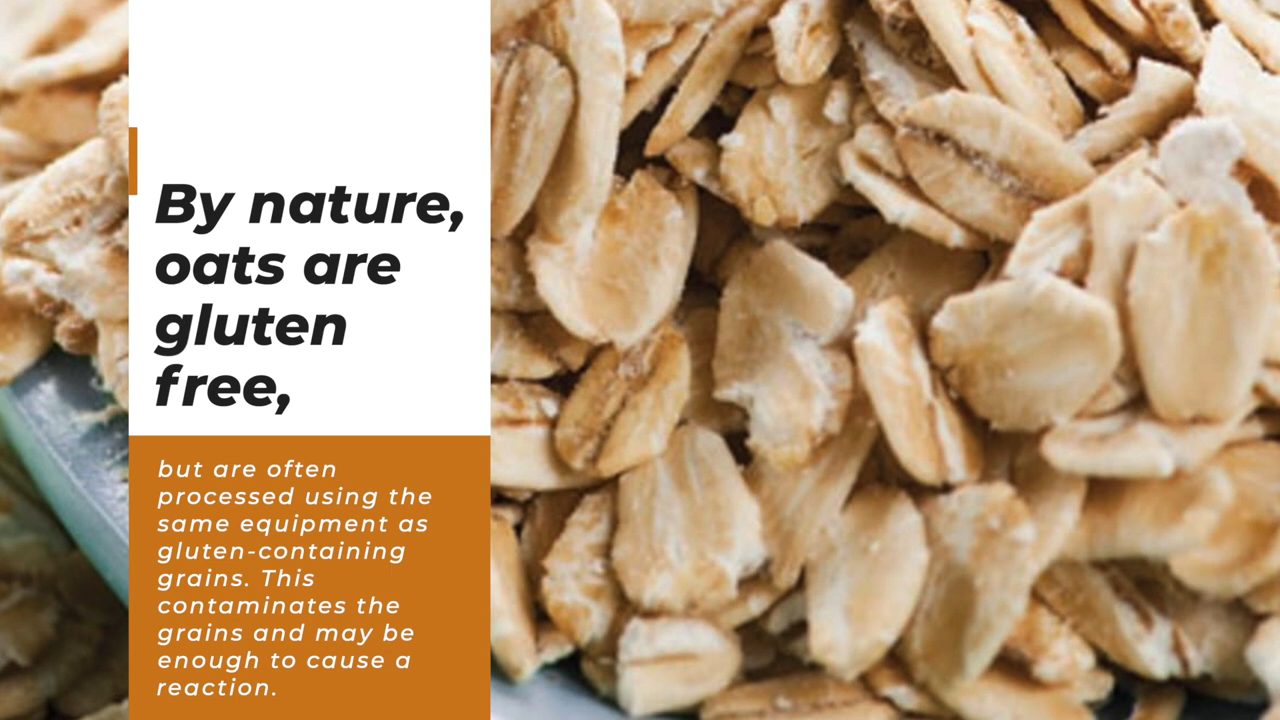 By nature,
oats are
gluten
free,
but are often
processed using the
same equipment as
gluten-containing
grains. This
contaminates the
grains and may be
enough to cause a
reaction.